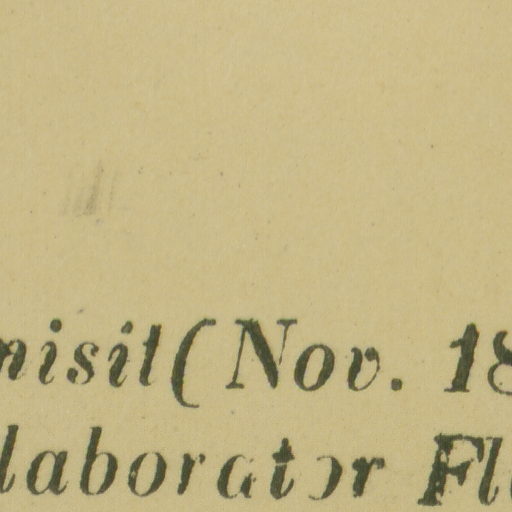 nisit (Nov. 18
laborator Fl